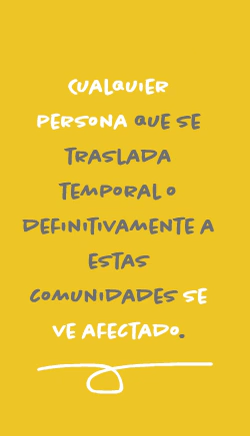 CUALQUIER
PERSONA QUE SE
TRASLADA
TEMPORAL O
DEFINITIVAMENTE A
ESTAS
COMUNIDADES SE
VE AFECTADO.